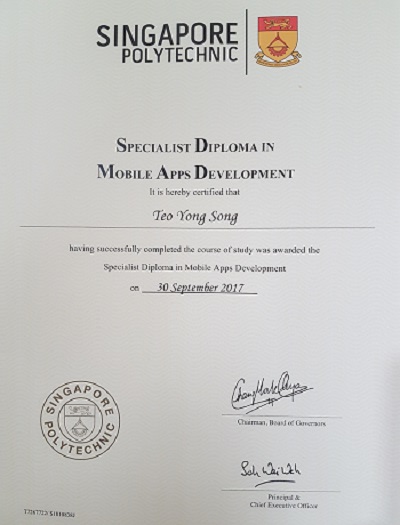 SINGAPORE
POLYTECHNIC
SPECIALIST DIPLOMA IN
MOBILE APPS DEVELOPMENT
It is hereby certified that
Teo Yong Song
having successfully completed the course of study was awarded the
Specialist Diploma in Mobile Apps Development
on 30 September 2017
SINGAPORE POLYTECHNIC
Chairman, Board of Governors
Principal &
Chief Executive Officer